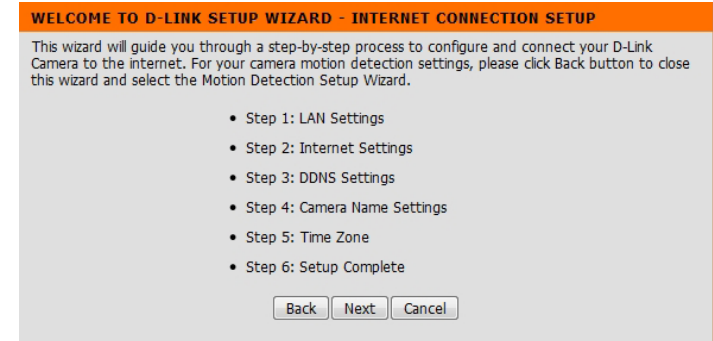 WELCOME TO D-LINK SETUP WIZARD - INTERNET CONNECTION SETUP
This wizard will guide you through a step-by-step process to configure and connect your D-Link
Camera to the internet. For your camera motion detection settings, please click Back button to close
this wizard and select the Motion Detection Setup Wizard.
• Step 1: LAN Settings
• Step 2: Internet Settings
• Step 3: DDNS Settings
• Step 4: Camera Name Settings
• Step 5: Time Zone
• Step 6: Setup Complete
Back Next Cancel